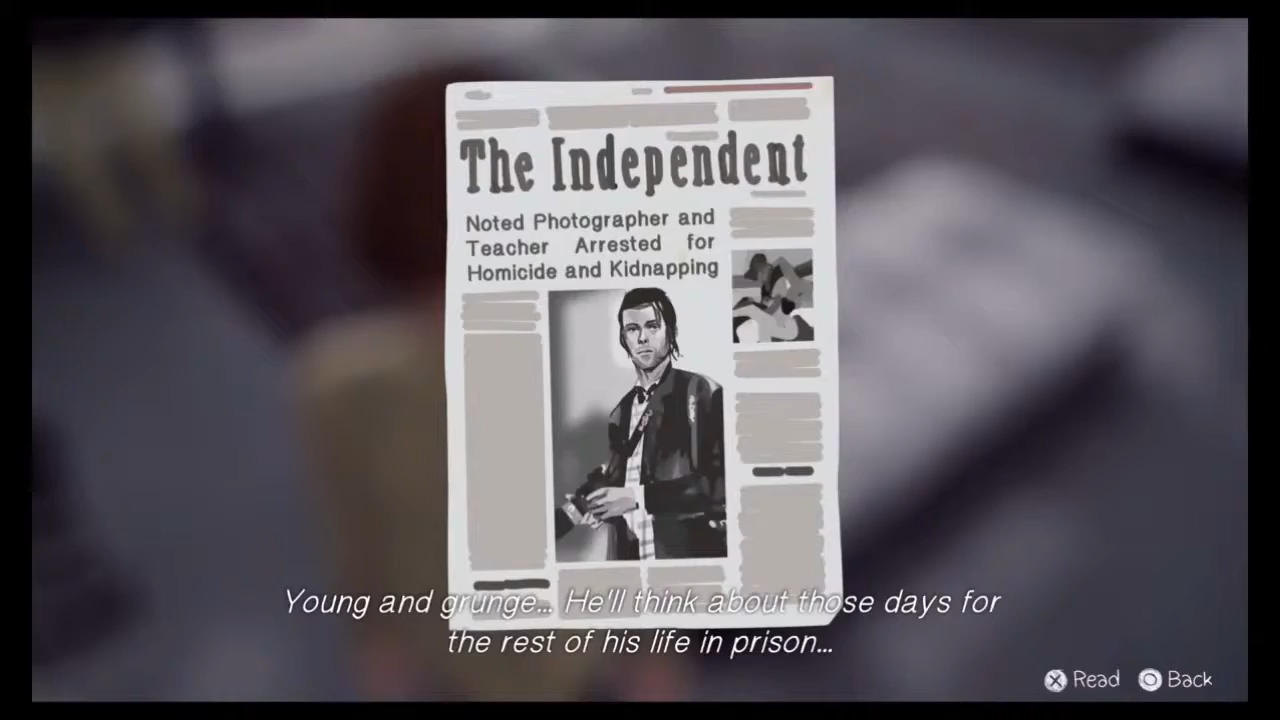 The Independent
Noted Photographer and
Teacher Arrested for
Homicide and Kidnapping
Young and grunge... He'll think about those days for
the rest of his life in prison...
Read Back